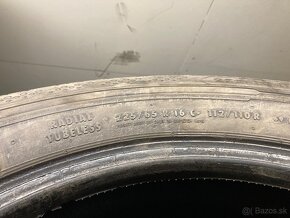 RADIAL
TUBELESS
225/65 R 16 C 112/110 R
Bazos.sk